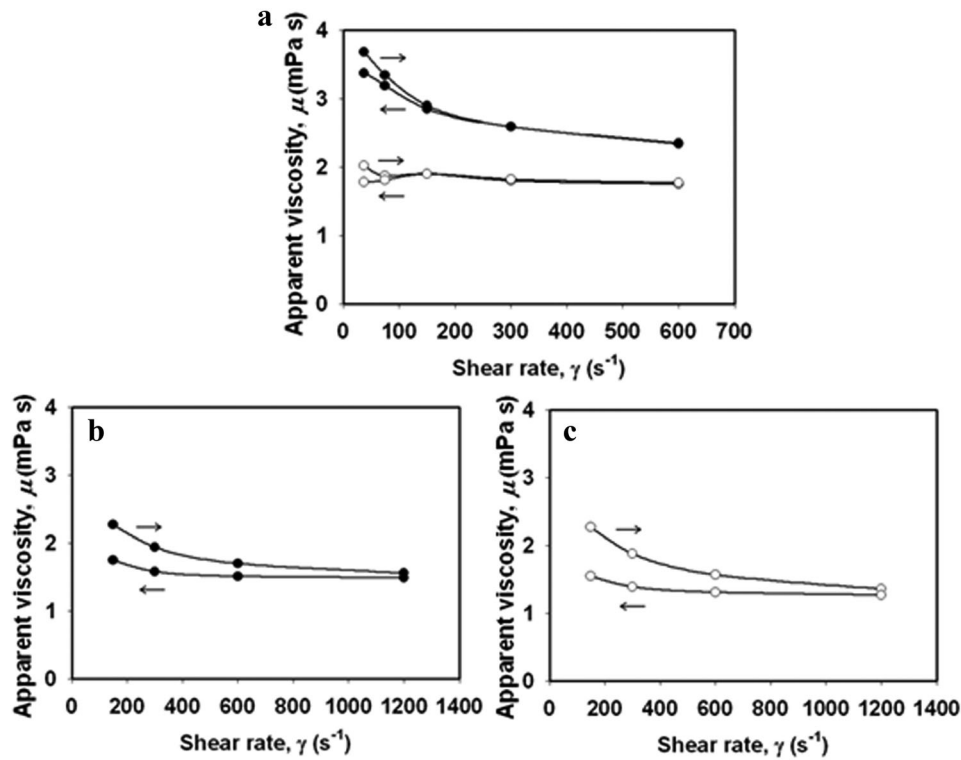 a
Apparent viscosity, μ(mPa s)
4
3
2
1
0
0 100 200 300 400 500 600 700
Shear rate, γ (s-1)
b
Apparent viscosity, μ(mPa s)
4
3
2
1
0
0 200 400 600 800 1000 1200 1400
Shear rate, γ (s-1)
c
Apparent viscosity, μ(mPa s)
4
3
2
1
0
0 200 400 600 800 1000 1200 1400
Shear rate, γ (s-1)